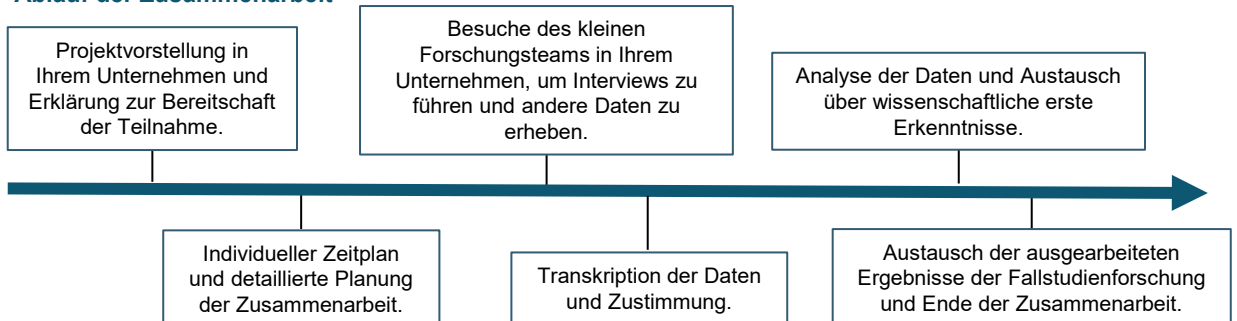 Ablauf der Zusammenarbeit
Projektvorstellung in
Ihrem Unternehmen und
Erklärung zur Bereitschaft
der Teilnahme.
Individueller Zeitplan
und detaillierte Planung
der Zusammenarbeit.
Besuche des kleinen
Forschungsteams in Ihrem
Unternehmen, um Interviews zu
führen und andere Daten zu
erheben.
Transkription der Daten
und Zustimmung.
Analyse der Daten und Austausch
über wissenschaftliche erste
Erkenntnisse.
Austausch der ausgearbeiteten
Ergebnisse der Fallstudienforschung
und Ende der Zusammenarbeit.